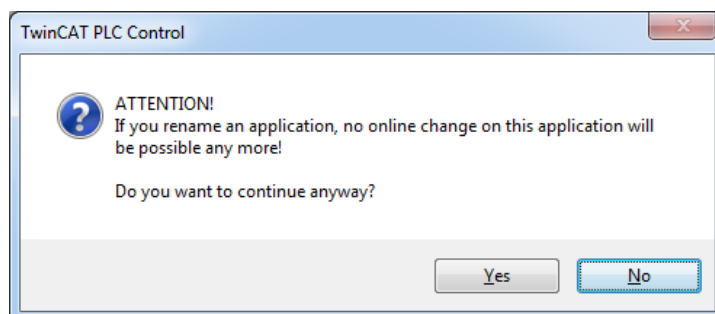 TwinCAT PLC Control
ATTENTION!
If you rename an application, no online change on this application will
be possible any more!
Do you want to continue anyway?
Yes
No